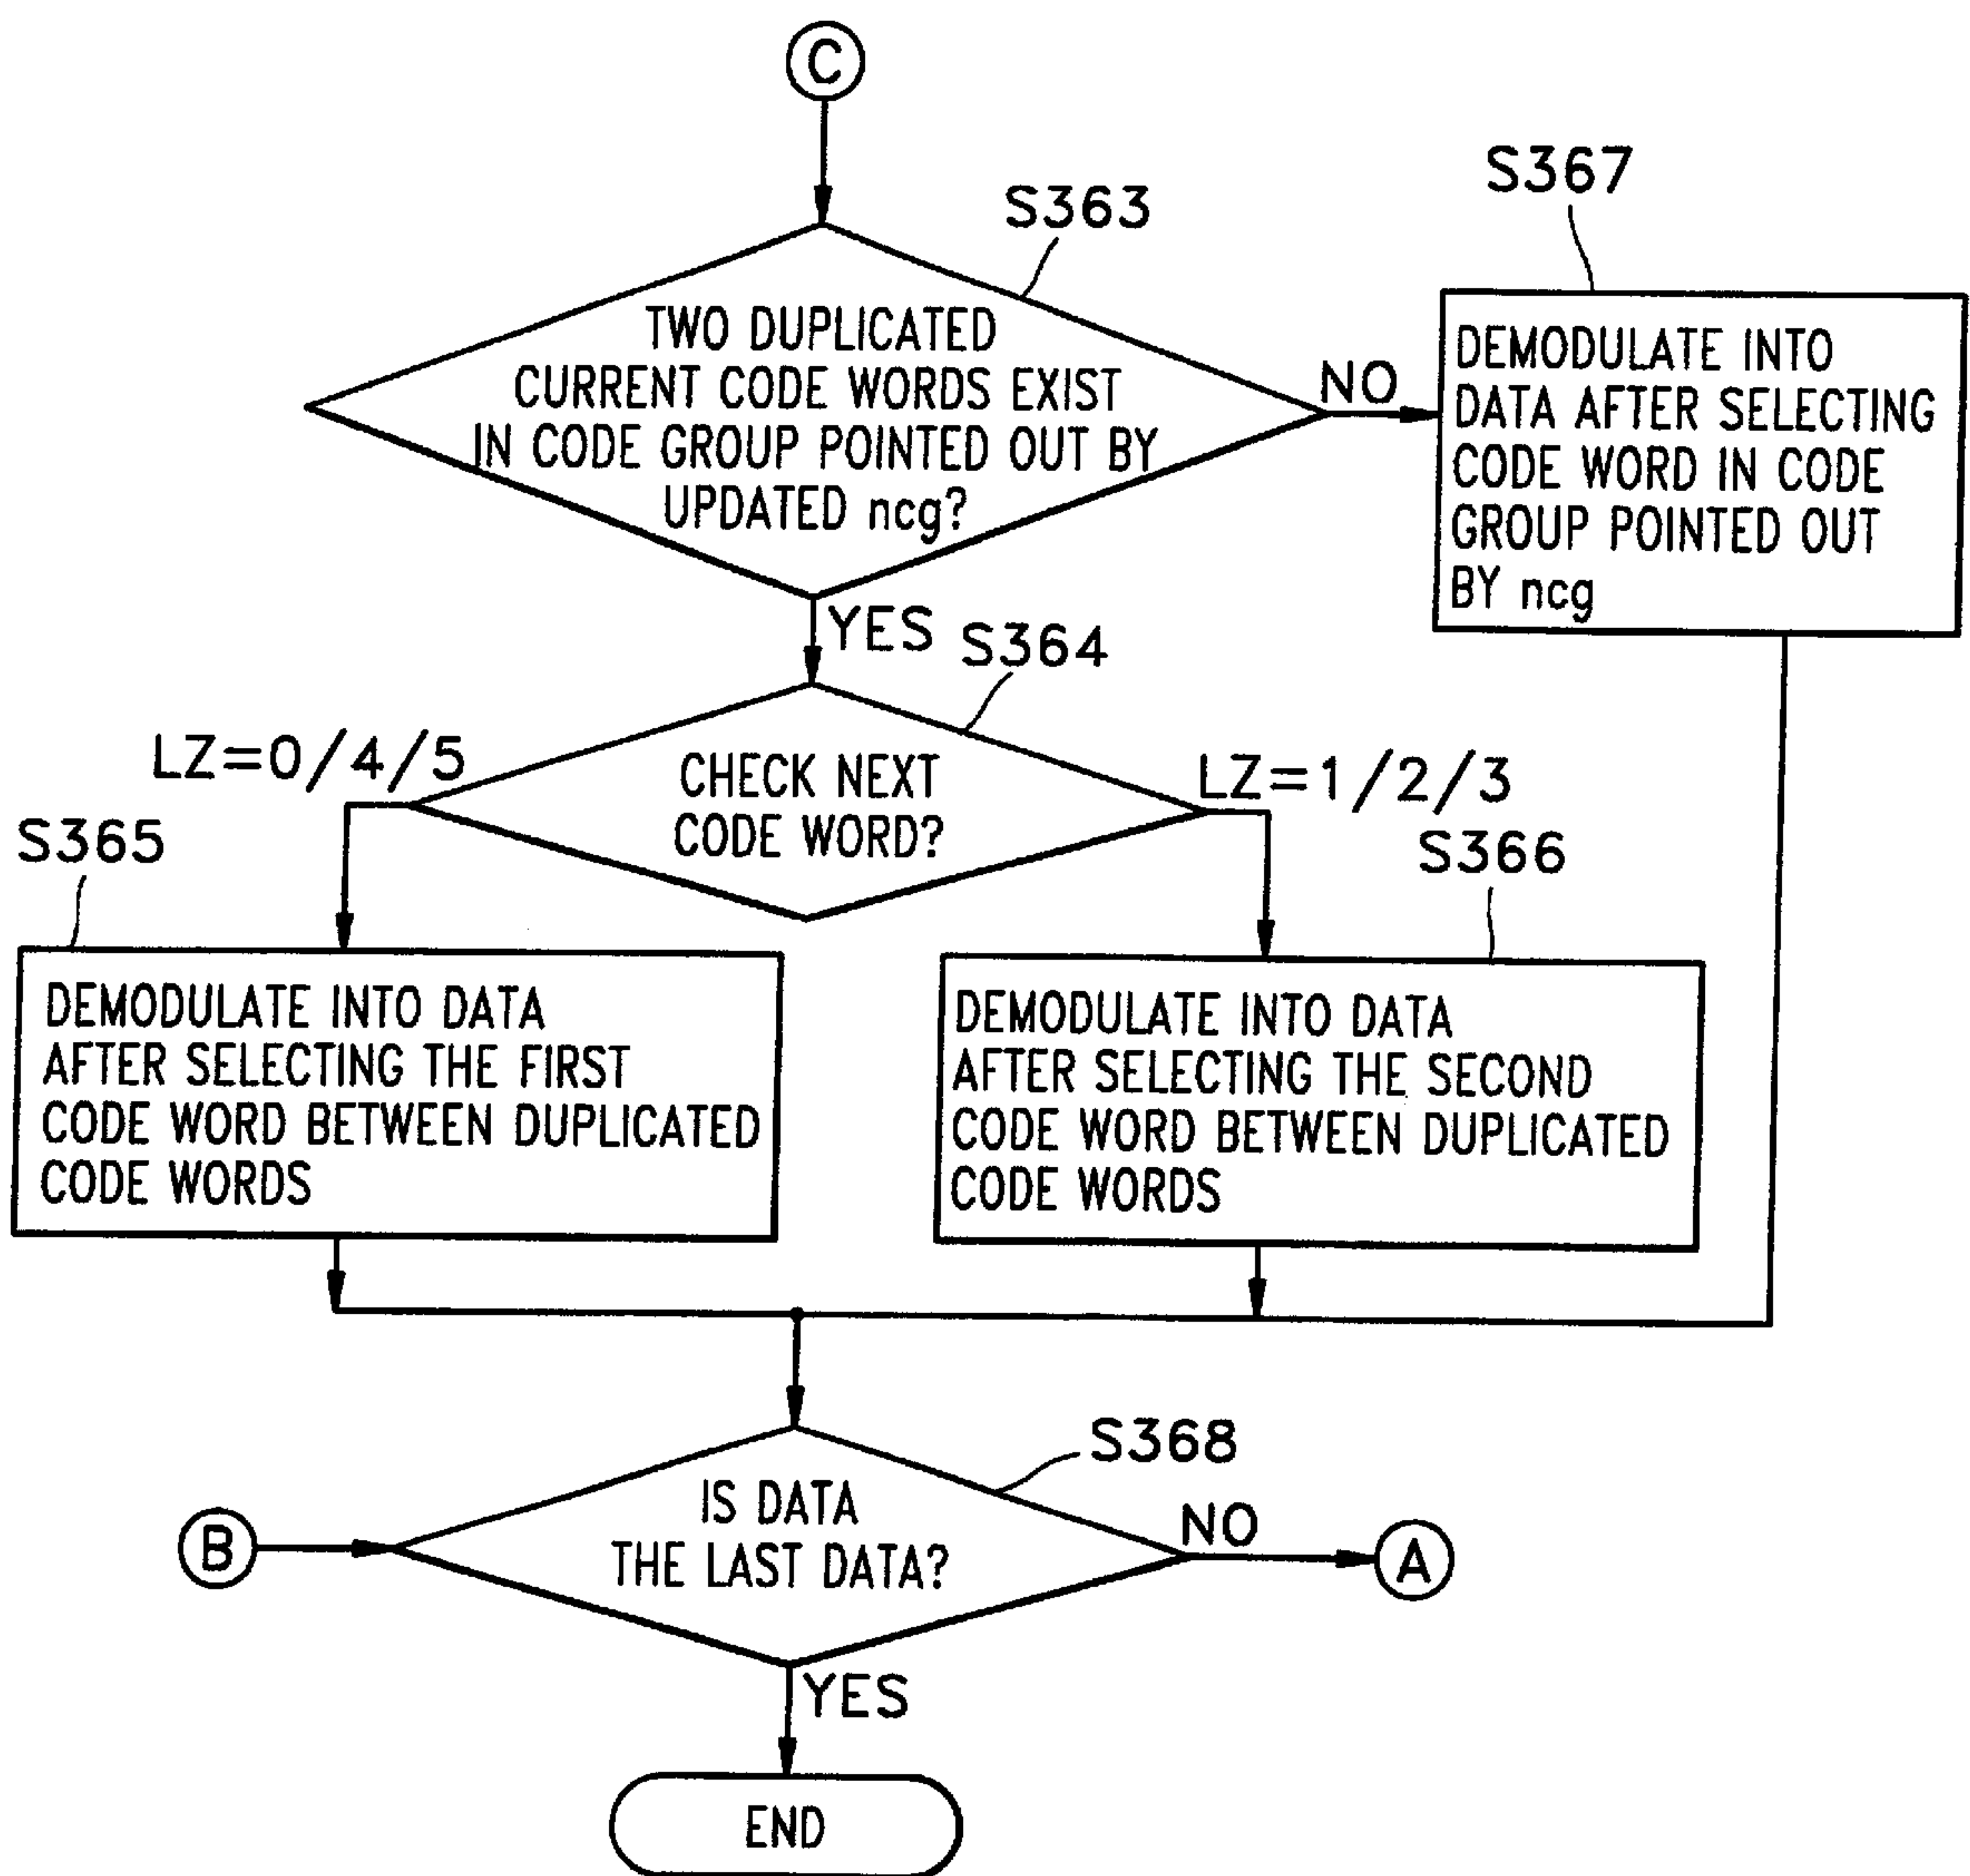 C
S363
S367
TWO DUPLICATED
CURRENT CODE WORDS EXIST
IN CODE GROUP POINTED OUT BY
UPDATED ncg?
NO
DEMODULATE INTO
DATA AFTER SELECTING
CODE WORD IN CODE
GROUP POINTED OUT
BY ncg
YES
S364
LZ=0/4/5
CHECK NEXT
CODE WORD?
LZ=1/2/3
S365
S366
DEMODULATE INTO DATA
AFTER SELECTING THE FIRST
CODE WORD BETWEEN DUPLICATED
CODE WORDS
DEMODULATE INTO DATA
AFTER SELECTING THE SECOND
CODE WORD BETWEEN DUPLICATED
CODE WORDS
S368
B
IS DATA
THE LAST DATA?
NO
A
YES
END